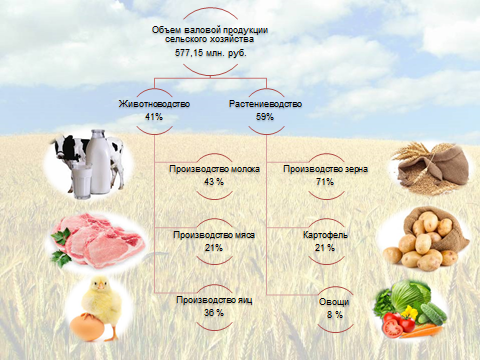 Объем валовой продукции
сельского хозяйства
577,15 млн. руб.
Животноводство
41%
Растениеводство
59%
Производство молока
43 %
Производство зерна
71%
Производство мяса
21%
Картофель
21 %
Производство яиц
36 %
Овощи
8 %